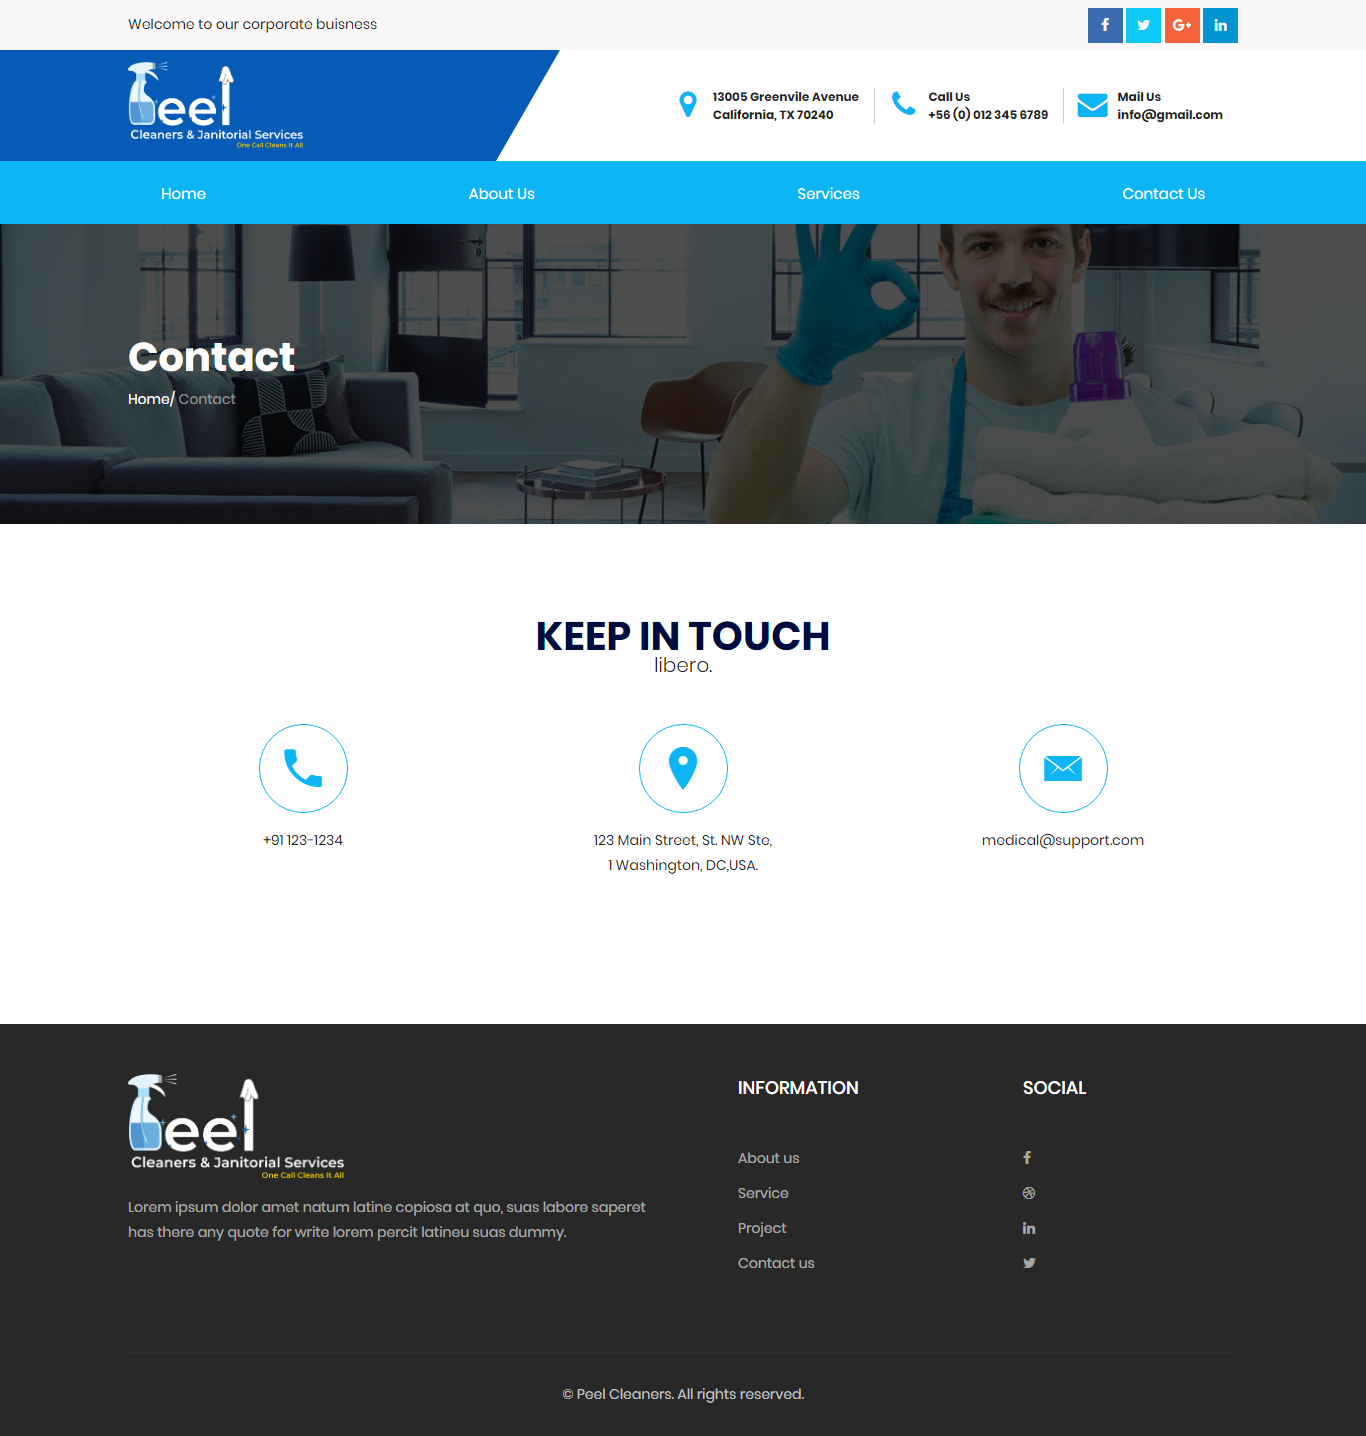 Welcome to our corporate buisness
Peel
Cleaners & Janitorial Services
One Call Cleans It All
13005 Greenvile Avenue
California, TX 70240
Call Us
+56 (0) 012 345 6789
Mail Us
info@gmail.com
Home
About Us
Services
Contact Us
Contact
Home/ Contact
KEEP IN TOUCH
libero.
+91 123-1234
123 Main Street, St. NW Ste,
1 Washington, DC,USA.
medical@support.com
Peel
Cleaners & Janitorial Services
One Call Cleans It All
Lorem ipsum dolor amet natum latine copiosa at quo, suas labore saperet
has there any quote for write lorem percit latineu suas dummy.
INFORMATION
About us
Service
Project
Contact us
SOCIAL
© Peel Cleaners. All rights reserved.